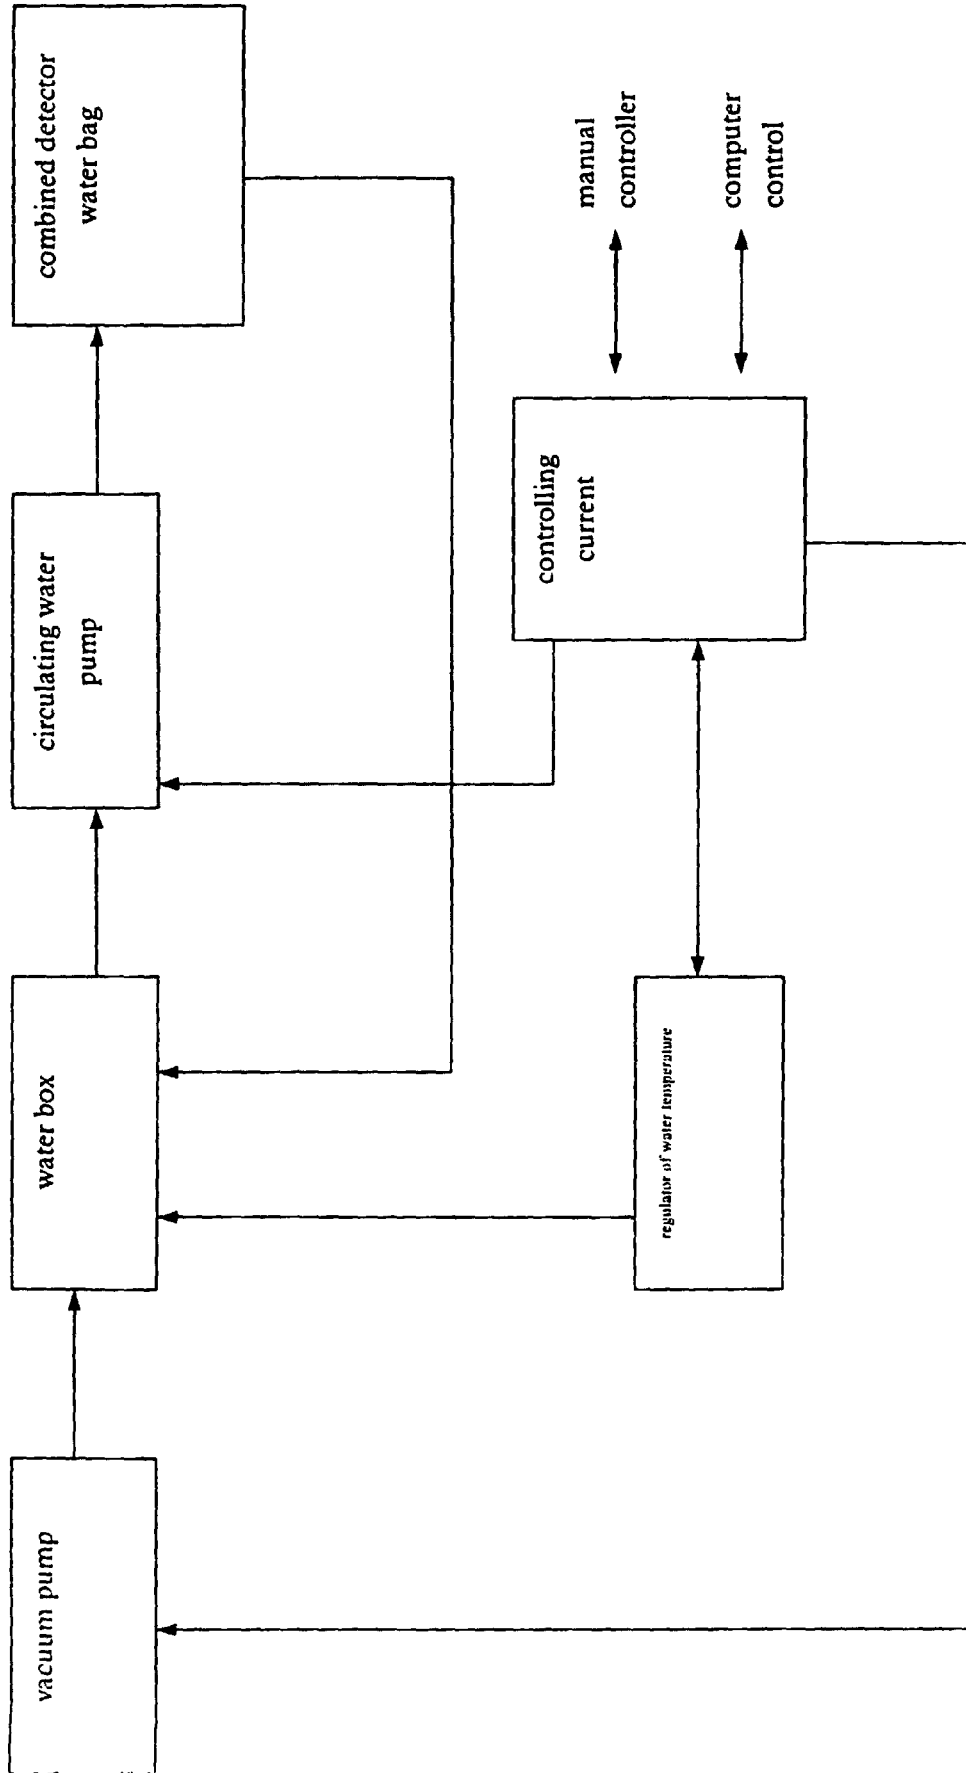 vacuum pump
water box
circulating water
pump
combined detector
water bag
regulator of water temperature
controlling
current
manual
controller
computer
control